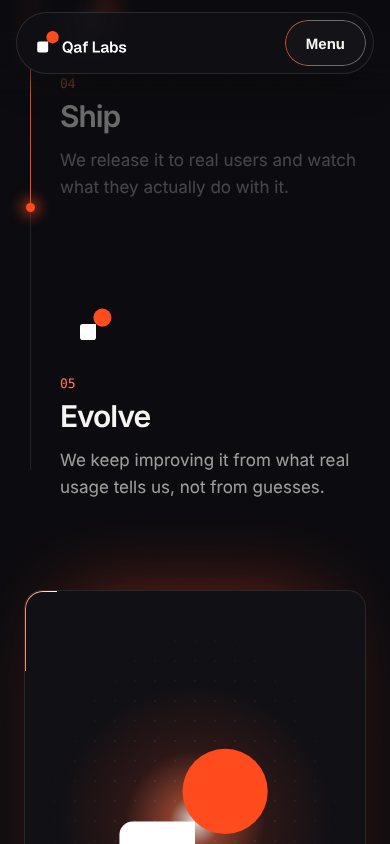 Qaf Labs
Menu
04
Ship
We release it to real users and watch
what they actually do with it.
05
Evolve
We keep improving it from what real
usage tells us, not from guesses.